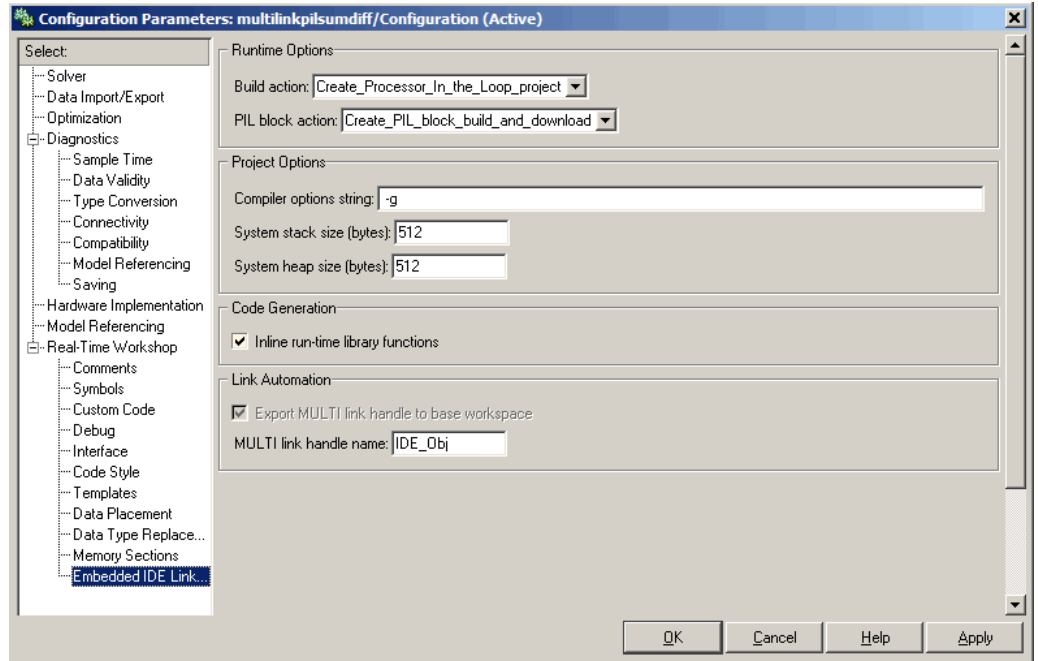 Configuration Parameters: multilinkpilsumdiff/Configuration (Active)
Select:
Solver
Data Import/Export
Optimization
Diagnostics
Sample Time
Data Validity
Type Conversion
Connectivity
Compatibility
Model Referencing
Saving
Hardware Implementation
Model Referencing
Real-Time Workshop
Comments
Symbols
Custom Code
Debug
Interface
Code Style
Templates
Data Placement
Data Type Replace...
Memory Sections
Embedded IDE Link...
Runtime Options
Build action: Create_Processor_In_the_Loop_project
PIL block action: Create_PIL_block_build_and_download
Project Options
Compiler options string: -g
System stack size (bytes): 512
System heap size (bytes): 512
Code Generation
Inline run-time library functions
Link Automation
Export MULTI link handle to base workspace
MULTI link handle name: IDE_Obj
OK Cancel Help Apply